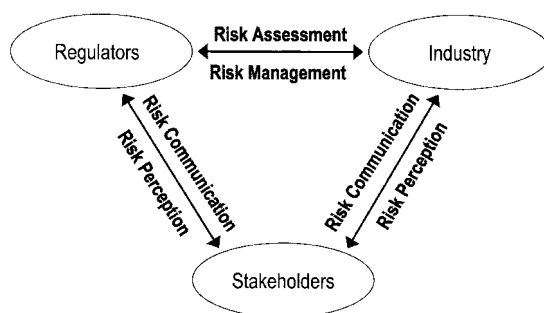 Regulators
Risk Assessment
Risk Management
Industry
Risk Communication
Risk Perception
Risk Communication
Risk Perception
Stakeholders